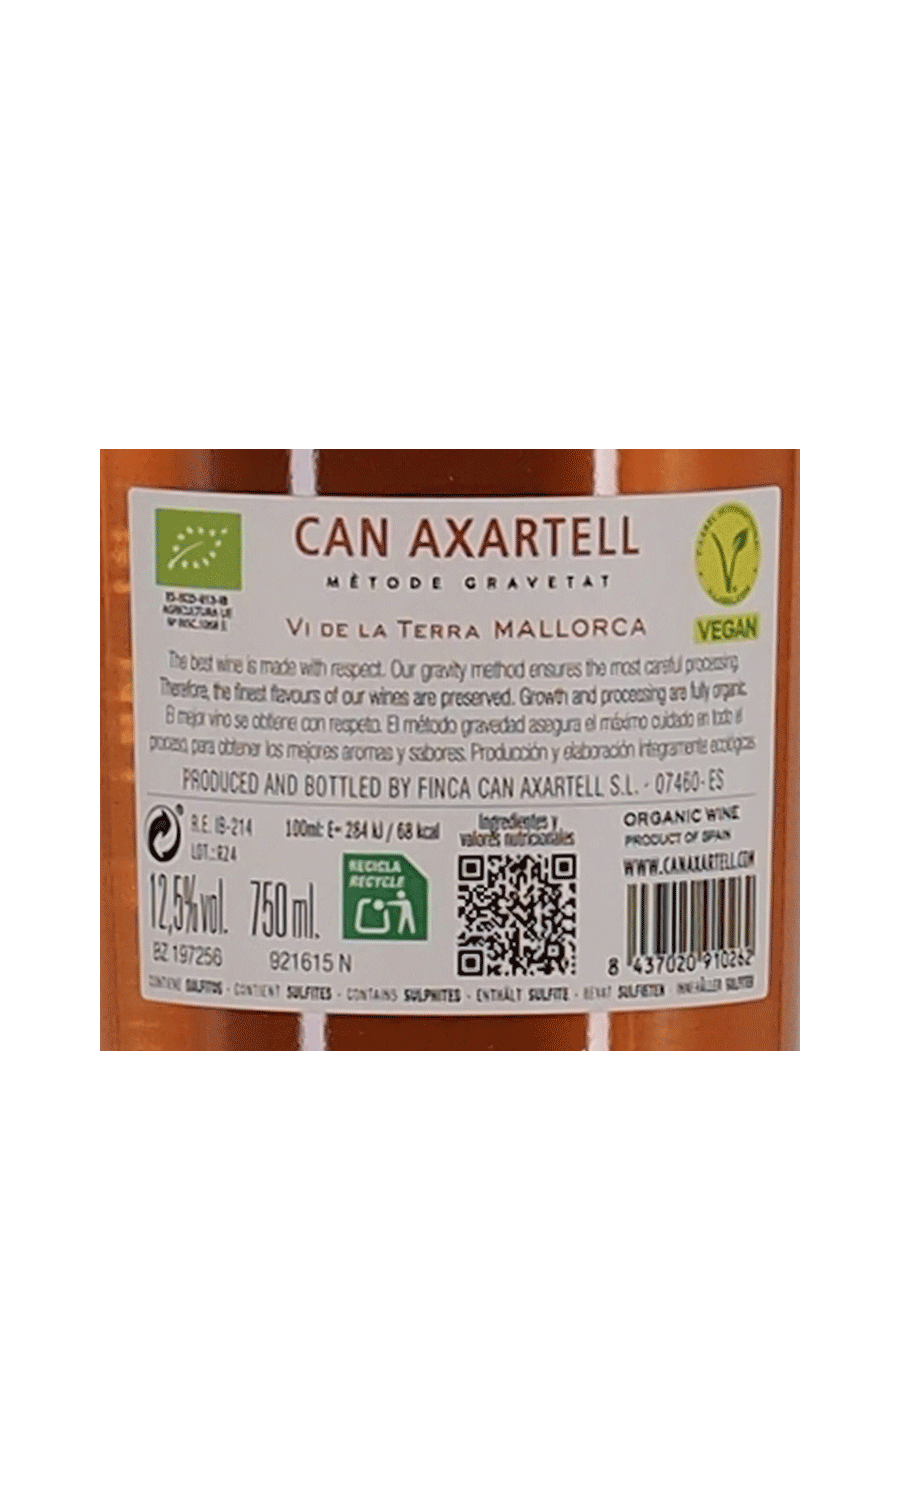 CAN AXARTELL
MÈTODE GRAVETAT
VI DE LA TERRA MALLORCA
AGRICULTURA UE
VEGAN
The best wine is made with respect. Our gravity method ensures the most careful processing.
Therefore, the finest flavours of our wines are preserved. Growth and processing are fully organic.
El mejor vino se obtiene con respeto. El método gravedad asegura el máximo cuidado en todo el
proceso, para obtener los mejores aromas y sabores. Producción y elaboración íntegramente ecológicas
PRODUCED AND BOTTLED BY FINCA CAN AXARTELL S.L. - 07460- ES
R.E. IB-214
LOT.: R24
100ml: E= 284 kJ / 68 kcal
12,5%vol. 750 ml.
BZ 197256
921615 N
RECICLA
RECYCLE
Ingredientes y
valores nutricionales
ORGANIC WINE
PRODUCT OF SPAIN
WWW.CANAXARTELL.COM
8 437020 910262
CONTIENE SULFITOS - CONTIENT SULFITES - CONTAINS SULPHITES - ENTHÄLT SULFITE - BEVAT SULFIETEN - INNEHÅLLER SULFITER